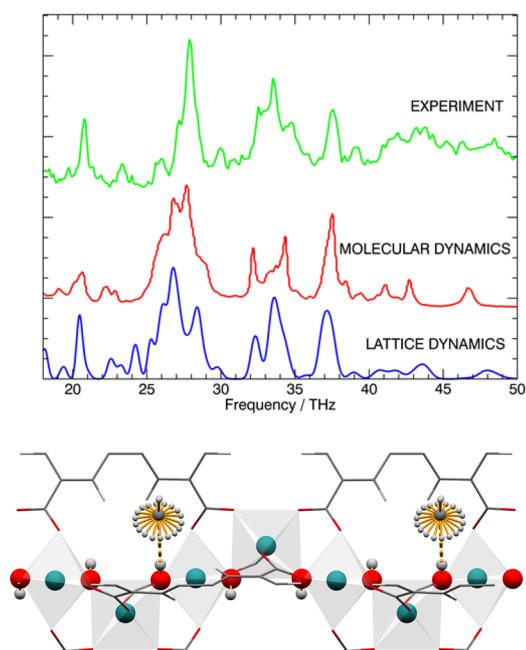 EXPERIMENT
MOLECULAR DYNAMICS
LATTICE DYNAMICS
20 25 30 35 40 45 50
Frequency / THz